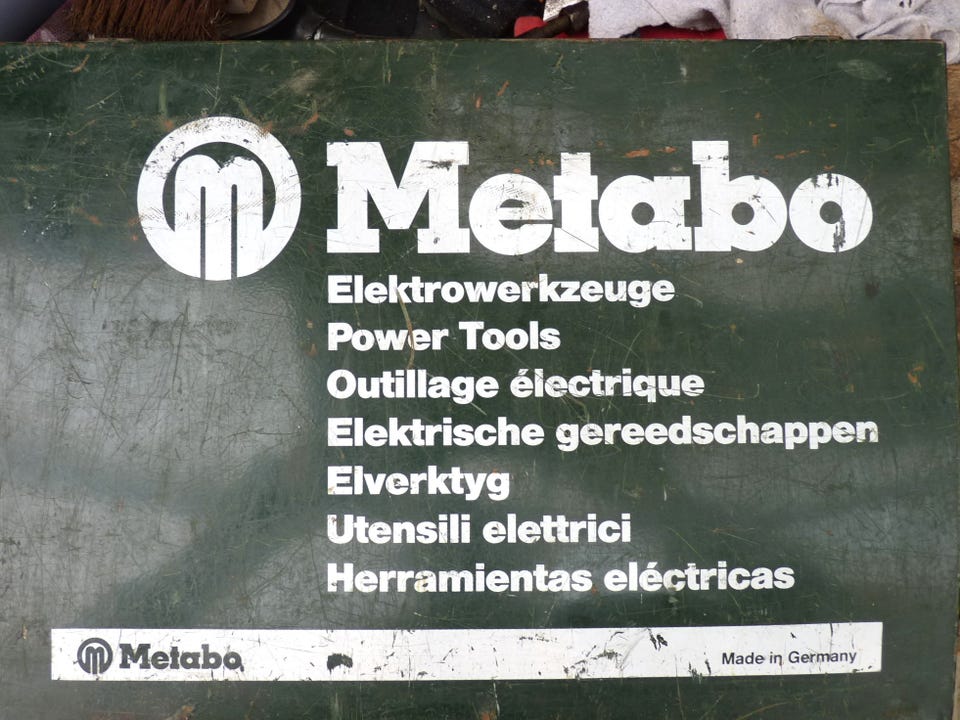 m Metabo
Elektrowerkzeuge
Power Tools
Outillage électrique
Elektrische gereedschappen
Elverktyg
Utensili elettrici
Herramientas eléctricas
m Metabo Made in Germany